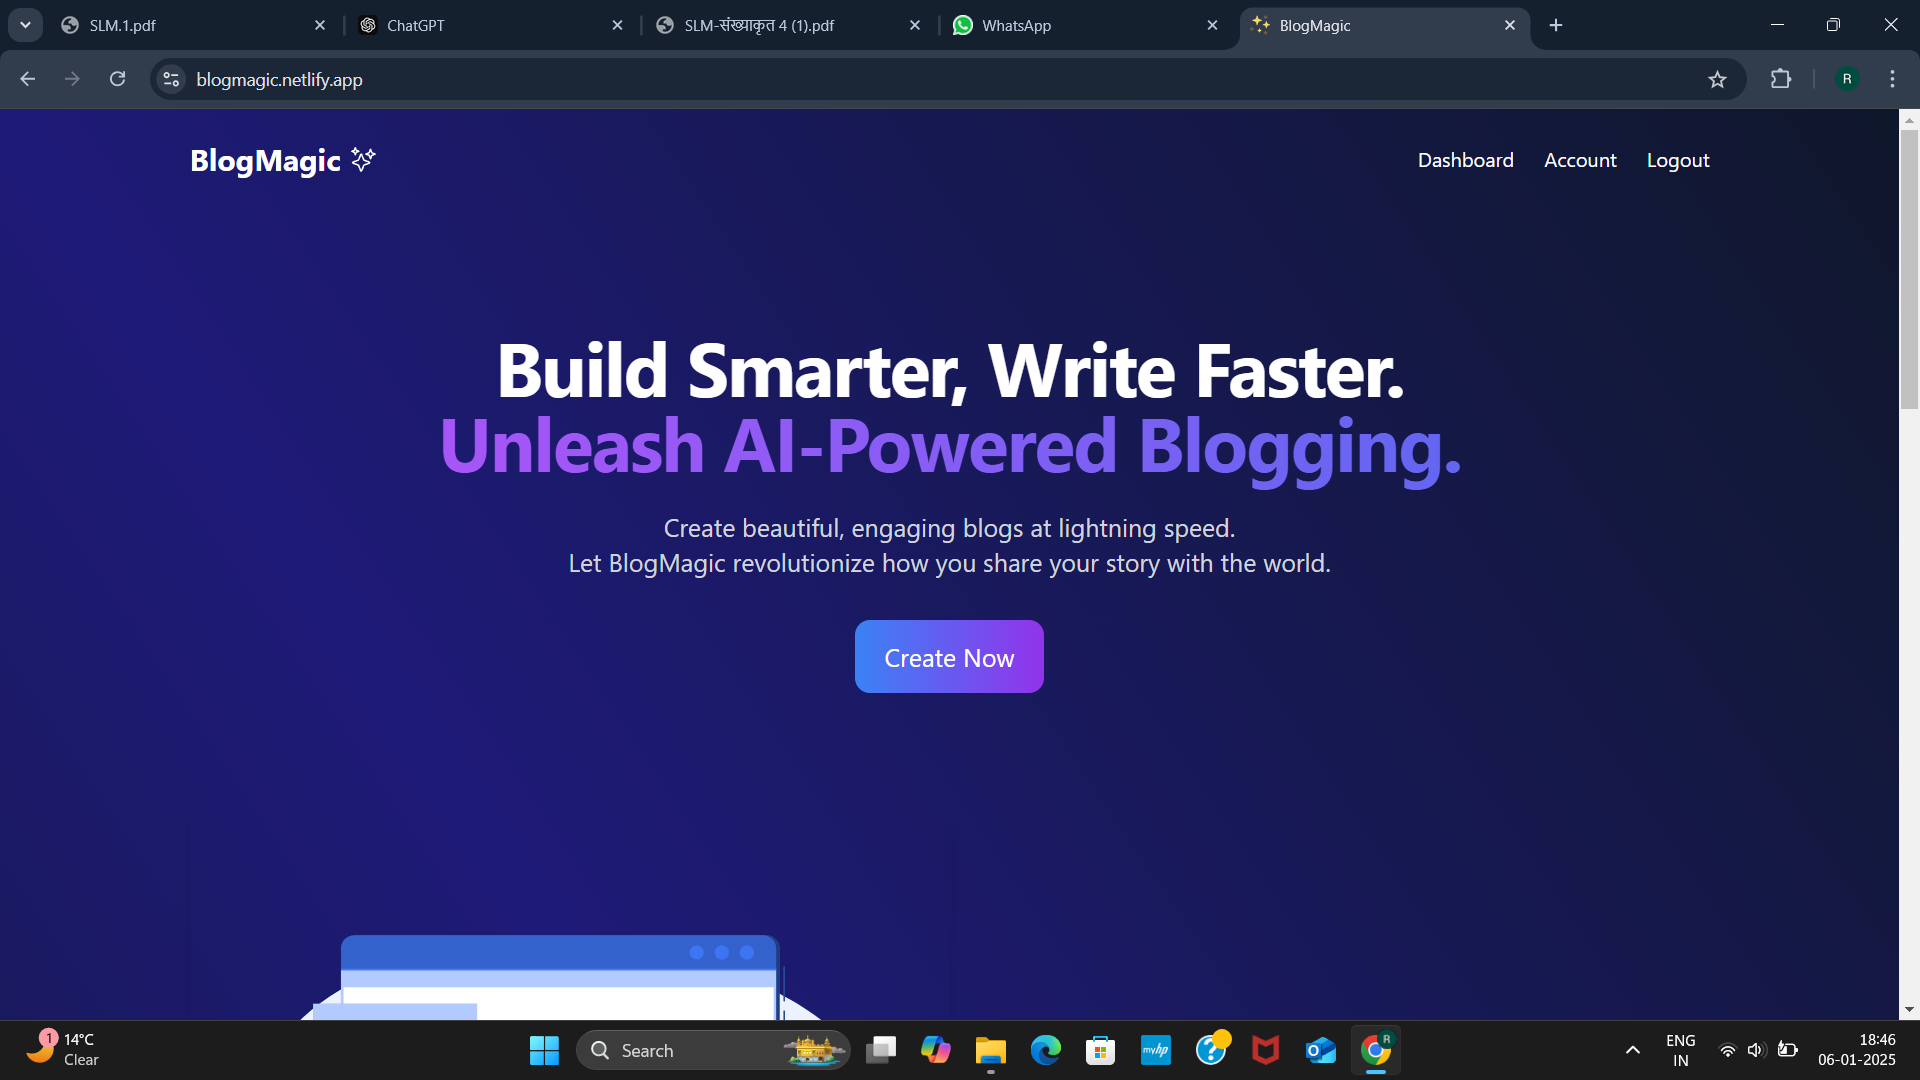 SLM.1.pdf
ChatGPT
SLM-संख्याकृत 4 (1).pdf
WhatsApp
BlogMagic
blogmagic.netlify.app
R
BlogMagic
Dashboard
Account
Logout
Build Smarter, Write Faster.
Unleash AI-Powered Blogging.
Create beautiful, engaging blogs at lightning speed.
Let BlogMagic revolutionize how you share your story with the world.
Create Now
1
14°C
Clear
Search
myhp
R
ENG
IN
18:46
06-01-2025